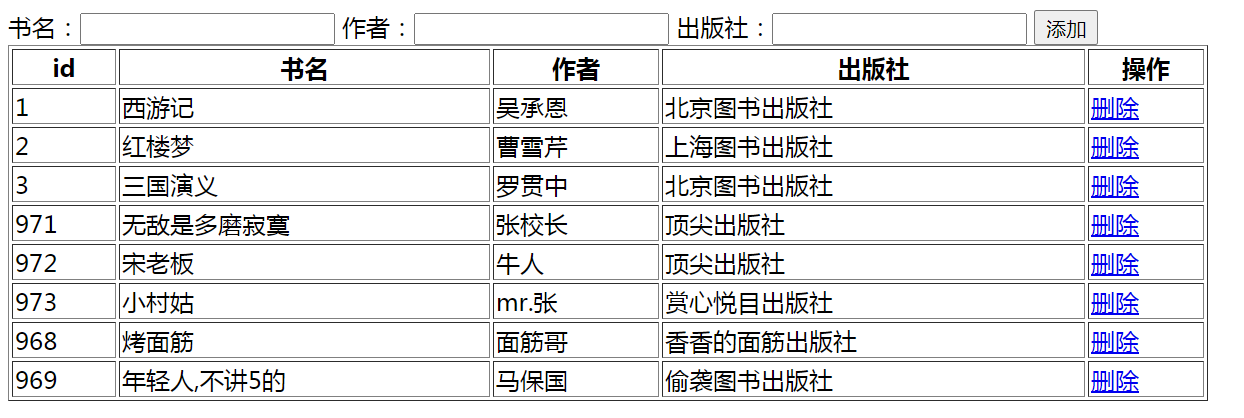 书名： 作者： 出版社： 添加
id 书名 作者 出版社 操作
1 西游记 吴承恩 北京图书出版社 删除
2 红楼梦 曹雪芹 上海图书出版社 删除
3 三国演义 罗贯中 北京图书出版社 删除
971 无敌是多磨寂寞 张校长 顶尖出版社 删除
972 宋老板 牛人 顶尖出版社 删除
973 小村姑 mr.张 赏心悦目出版社 删除
968 烤面筋 面筋哥 香香的面筋出版社 删除
969 年轻人,不讲5的 马保国 偷袭图书出版社 删除